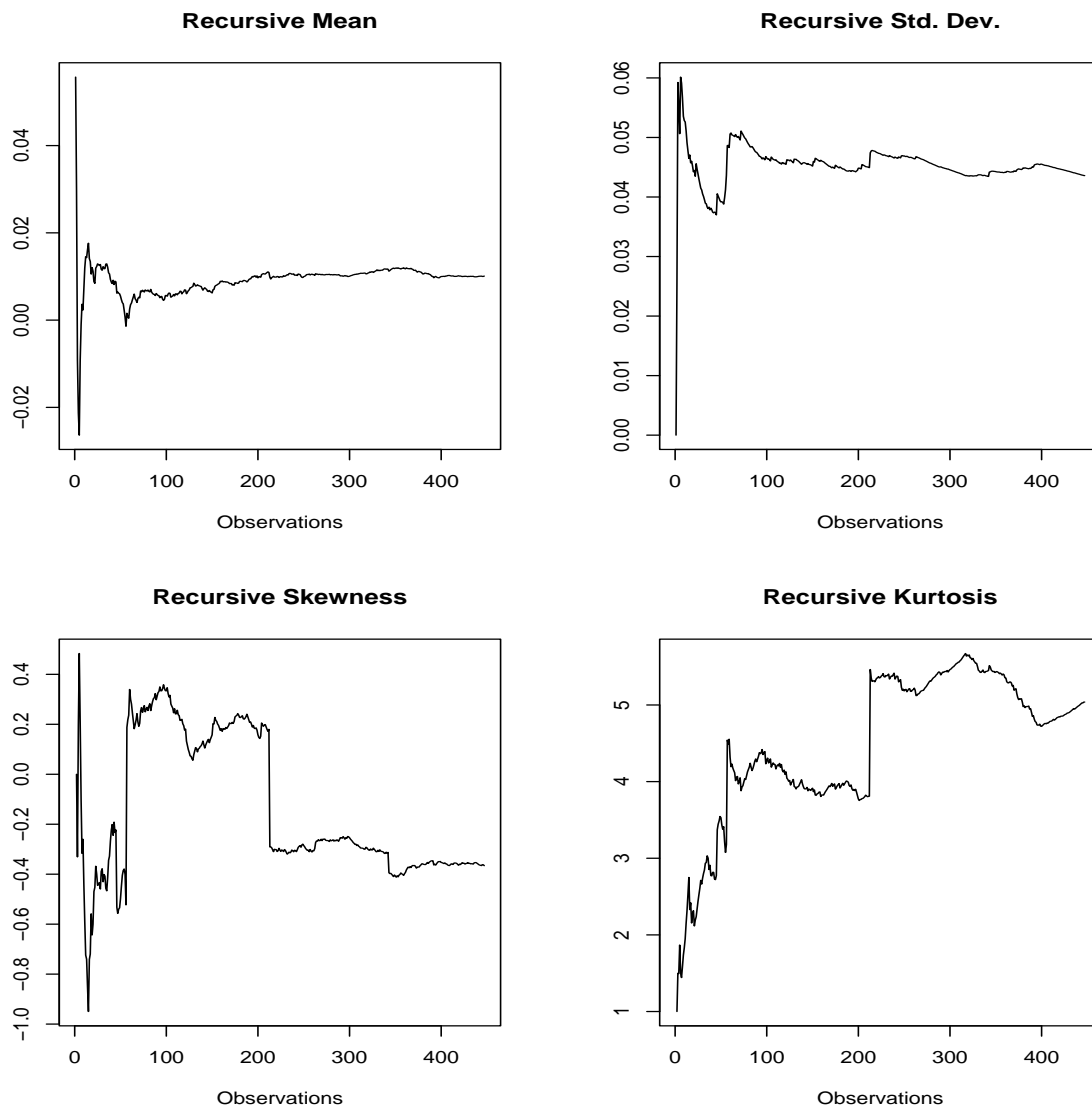 Recursive Mean
0.04
0.02
0.00
−0.02
0 100 200 300 400
Observations
Recursive Std. Dev.
0.06
0.05
0.04
0.03
0.02
0.01
0.00
0 100 200 300 400
Observations
Recursive Skewness
0.4
0.2
0.0
−0.2
−0.4
−0.6
−0.8
−1.0
0 100 200 300 400
Observations
Recursive Kurtosis
5
4
3
2
1
0 100 200 300 400
Observations